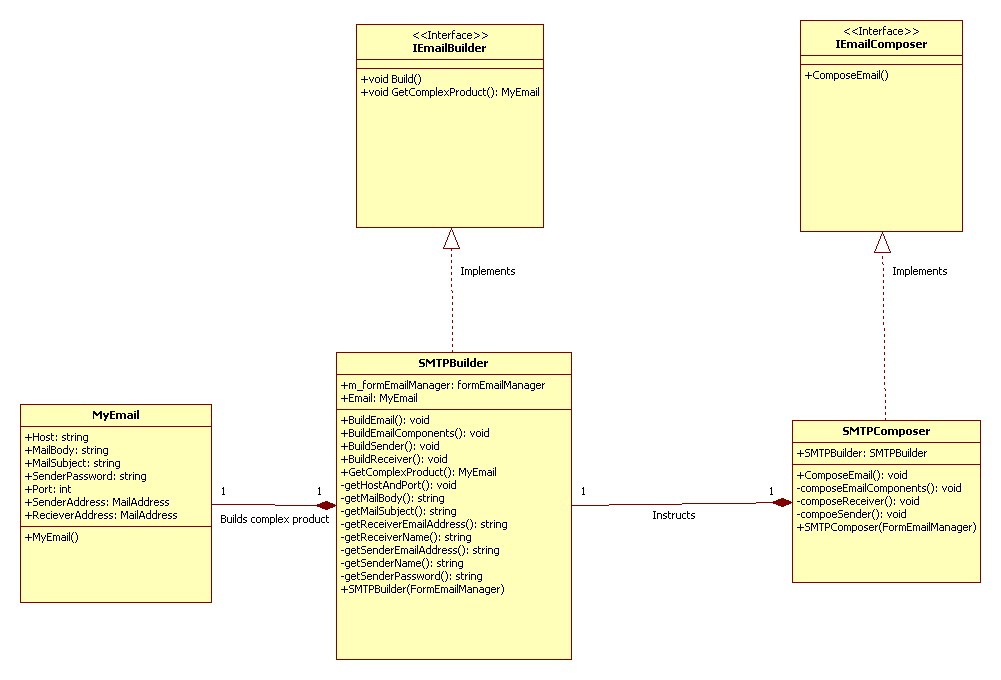 <<Interface>>
IEmailBuilder
+void Build()
+void GetComplexProduct(): MyEmail
<<Interface>>
IEmailComposer
+ComposeEmail()
Implements
Implements
SMTPBuilder
+m_formEmailManager: formEmailManager
+Email: MyEmail
+BuildEmail(): void
+BuildEmailComponents(): void
+BuildSender(): void
+BuildReceiver(): void
+GetComplexProduct(): MyEmail
-getHostAndPort(): void
-getMailBody(): string
-getMailSubject(): string
-getReceiverEmailAddress(): string
-getReceiverName(): string
-getSenderEmailAddress(): string
-getSenderName(): string
-getSenderPassword(): string
+SMTPBuilder(FormEmailManager)
MyEmail
+Host: string
+MailBody: string
+MailSubject: string
+SenderPassword: string
+Port: int
+SenderAddress: MailAddress
+RecieverAddress: MailAddress
+MyEmail()
1
1
Builds complex product
1
1
Instructs
SMTPComposer
+SMTPBuilder: SMTPBuilder
+ComposeEmail(): void
-composeEmailComponents(): void
-composeReceiver(): void
-compoeSender(): void
+SMTPComposer(FormEmailManager)